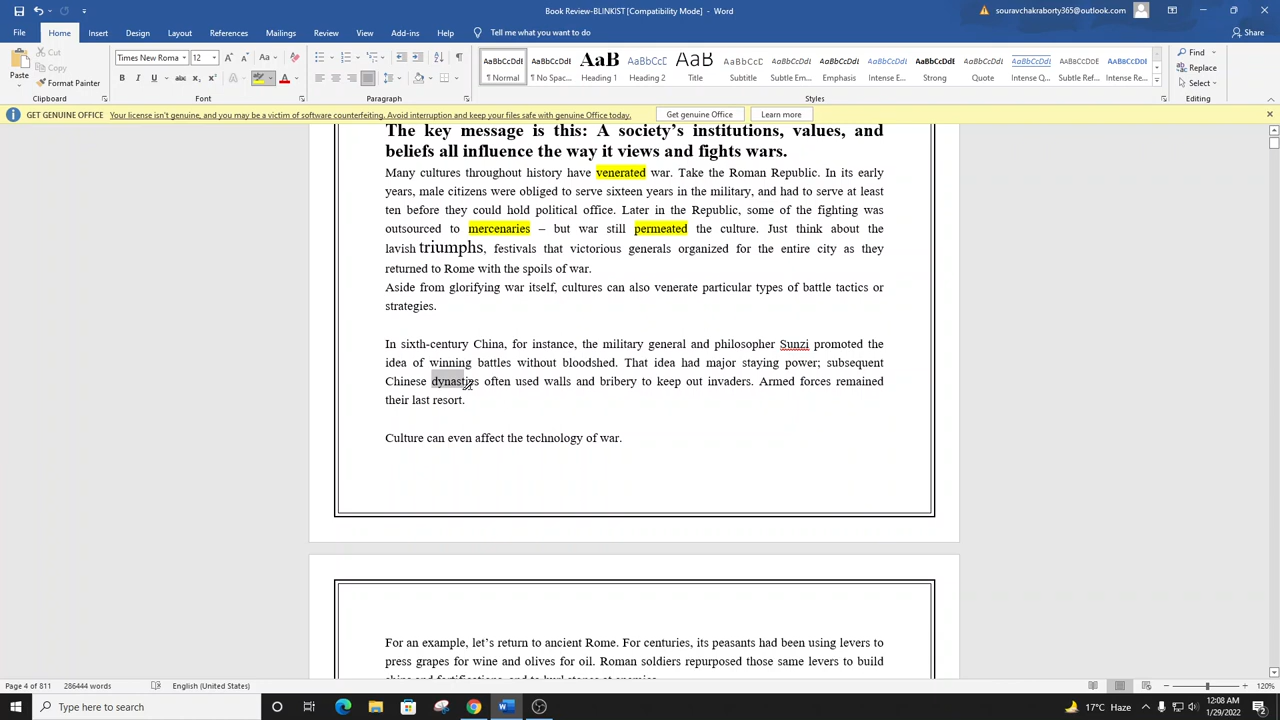 Book Review-BLINKIST [Compatibility Mode] - Word
souravchakraborty365@outlook.com
File Home Insert Draw Design Layout References Mailings Review View Add-ins Help Tell me what you want to do
Share
Paste
Cut
Copy
Format Painter
Clipboard
Times New Roma 12
Font
Paragraph
AaBbCcDdI AaBbCcDdI AaB AaBbCcD AaB AaBbCcD AaBbCcDdI AaBbCcDdI AaBbCcDdI AaBbCcDdI AaBbCcDdI AaBbCcDdI AaBbCcDdI AaBbCcDdI
¶ Normal ¶ No Spac... Heading 1 Heading 2 Title Subtitle Subtle Em... Emphasis Intense E... Strong Quote Intense Q... Subtle Ref... Intense Re...
Styles
Find
Replace
Select
Editing
GET GENUINE OFFICE Your license isn't genuine, and you may be a victim of software counterfeiting. Avoid interruption and keep your files safe with genuine Office today. Get genuine Office Learn more
The key message is this: A society’s institutions, values, and
beliefs all influence the way it views and fights wars.
Many cultures throughout history have venerated war. Take the Roman Republic. In its early
years, male citizens were obliged to serve sixteen years in the military, and had to serve at least
ten before they could hold political office. Later in the Republic, some of the fighting was
outsourced to mercenaries – but war still permeated the culture. Just think about the
lavish triumphs, festivals that victorious generals organized for the entire city as they
returned to Rome with the spoils of war.
Aside from glorifying war itself, cultures can also venerate particular types of battle tactics or
strategies.
In sixth-century China, for instance, the military general and philosopher Sunzi promoted the
idea of winning battles without bloodshed. That idea had major staying power; subsequent
Chinese dynasties often used walls and bribery to keep out invaders. Armed forces remained
their last resort.
Culture can even affect the technology of war.
For an example, let’s return to ancient Rome. For centuries, its peasants had been using levers to
press grapes for wine and olives for oil. Roman soldiers repurposed those same levers to build
Page 4 of 811 286444 words English (United States) 120%
Type here to search
17°C Haze
ENG
12:08 AM
1/29/2022